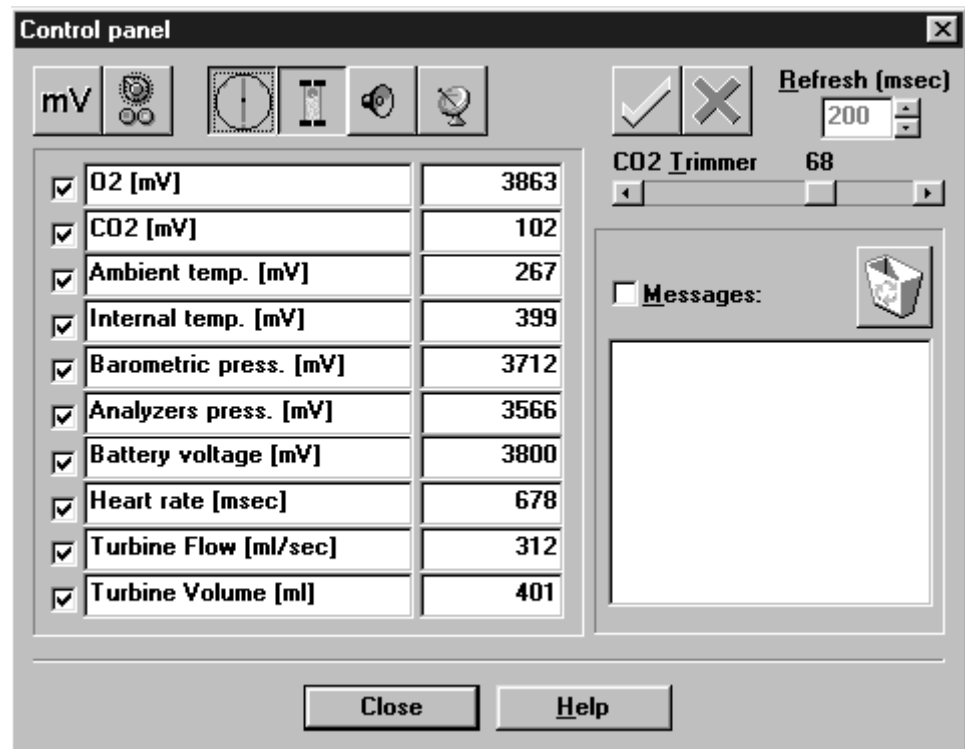 Control panel
mV
Refresh (msec)
200
CO2 Trimmer 68
O2 [mV] 3863
CO2 [mV] 102
Ambient temp. [mV] 267
Internal temp. [mV] 399
Barometric press. [mV] 3712
Analyzers press. [mV] 3566
Battery voltage [mV] 3800
Heart rate [msec] 678
Turbine Flow [ml/sec] 312
Turbine Volume [ml] 401
Messages:
Close Help